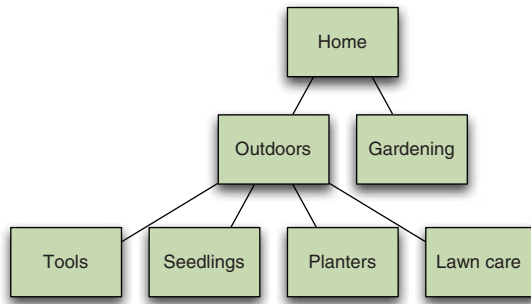 Home
Outdoors
Gardening
Tools
Seedlings
Planters
Lawn care